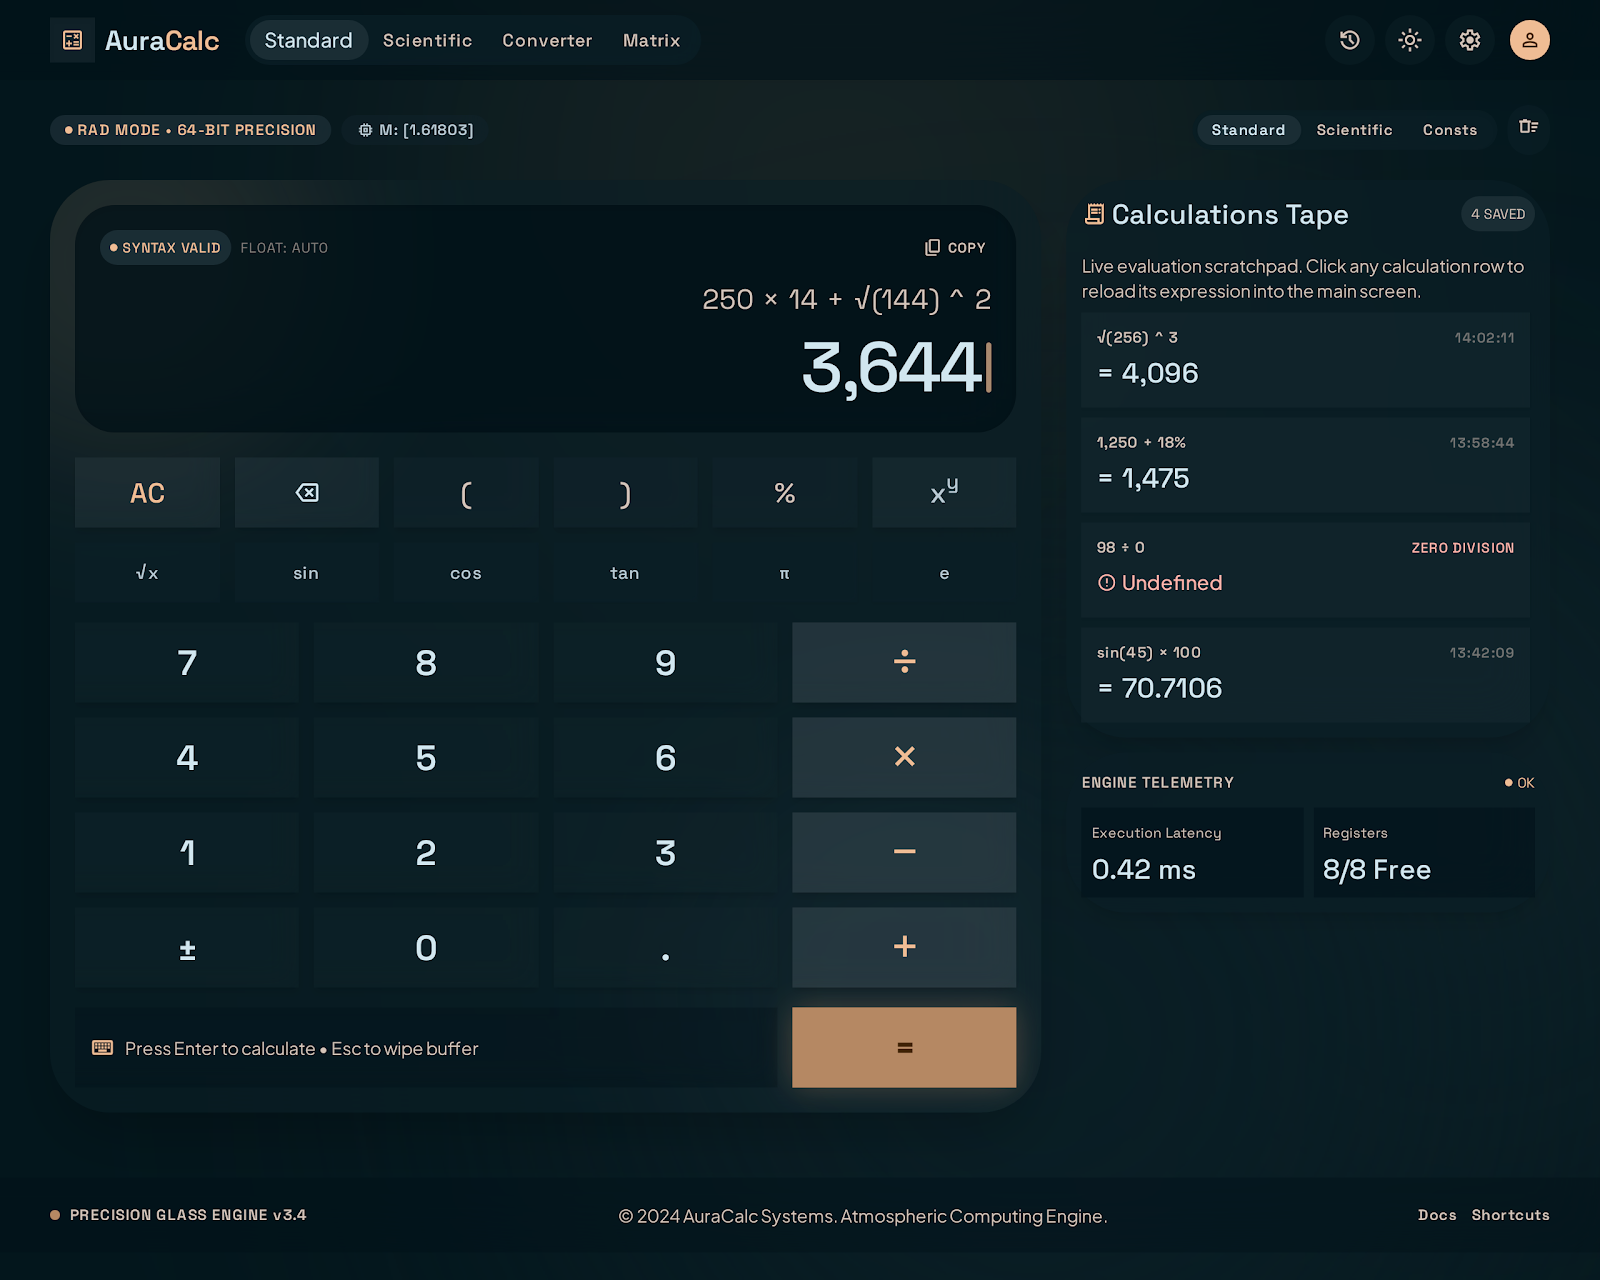 AuraCalc
Standard Scientific Converter Matrix
RAD MODE • 64-BIT PRECISION
M: [1.61803]
Standard Scientific Consts
SYNTAX VALID FLOAT: AUTO
COPY
250 × 14 + √(144) ^ 2
3,644
AC ( ) % xʸ
√x sin cos tan π e
7 8 9 ÷
4 5 6 ×
1 2 3 −
± 0 . +
Press Enter to calculate • Esc to wipe buffer
=
Calculations Tape
4 SAVED
Live evaluation scratchpad. Click any calculation row to
reload its expression into the main screen.
√(256) ^ 3 14:02:11
= 4,096
1,250 + 18% 13:58:44
= 1,475
98 ÷ 0 ZERO DIVISION
Undefined
sin(45) × 100 13:42:09
= 70.7106
ENGINE TELEMETRY
OK
Execution Latency
0.42 ms
Registers
8/8 Free
PRECISION GLASS ENGINE v3.4
© 2024 AuraCalc Systems. Atmospheric Computing Engine.
Docs Shortcuts